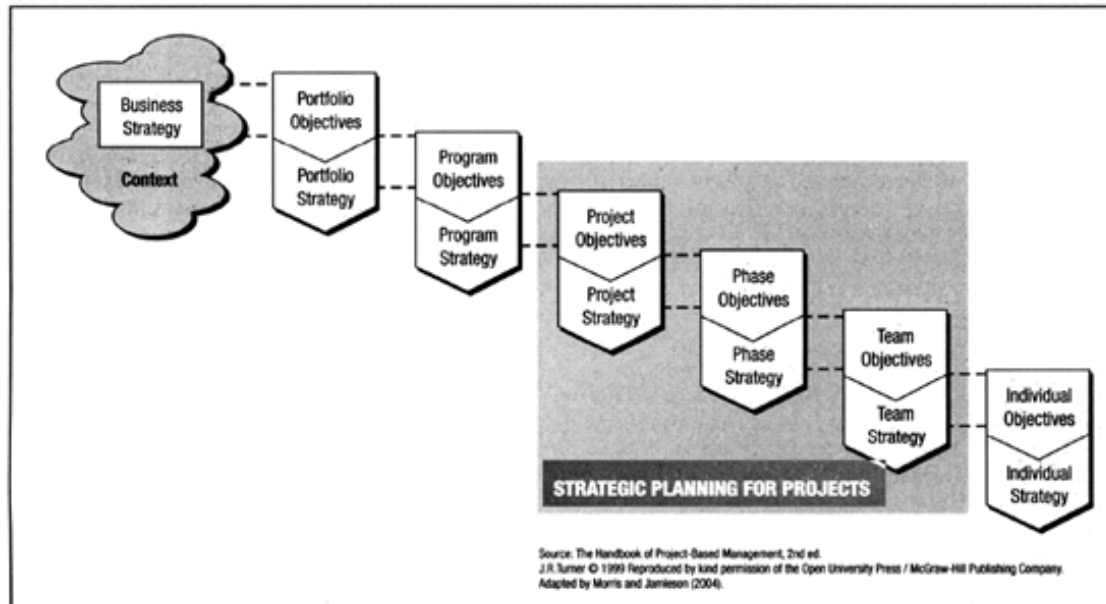 Business
Strategy
Context
Portfolio
Objectives
Portfolio
Strategy
Program
Objectives
Program
Strategy
Project
Objectives
Project
Strategy
Phase
Objectives
Phase
Strategy
Team
Objectives
Team
Strategy
Individual
Objectives
Individual
Strategy
STRATEGIC PLANNING FOR PROJECTS
Source: The Handbook of Project-Based Management, 2nd ed.
J.R.Turner © 1999 Reproduced by kind permission of the Open University Press / McGraw-Hill Publishing Company.
Adapted by Morris and Jamieson (2004).